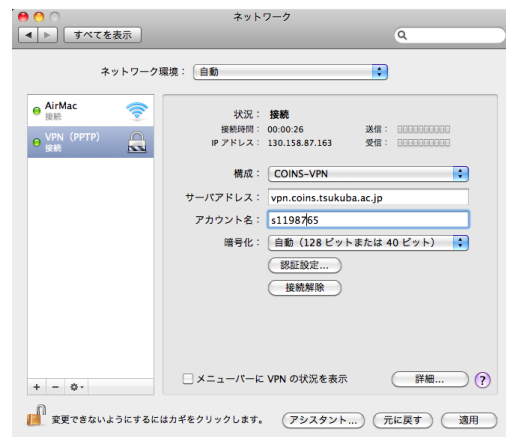 ネットワーク
すべてを表示
ネットワーク環境： 自動
AirMac
接続
VPN（PPTP）
接続
状況： 接続
接続時間： 00:00:26 送信：
IP アドレス： 130.158.87.163 受信：
構成： COINS-VPN
サーバアドレス： vpn.coins.tsukuba.ac.jp
アカウント名： s1198765
暗号化： 自動（128 ビットまたは 40 ビット）
認証設定...
接続解除
メニューバーに VPN の状況を表示 詳細... ?
+ −
変更できないようにするにはカギをクリックします。 アシスタント... 元に戻す 適用